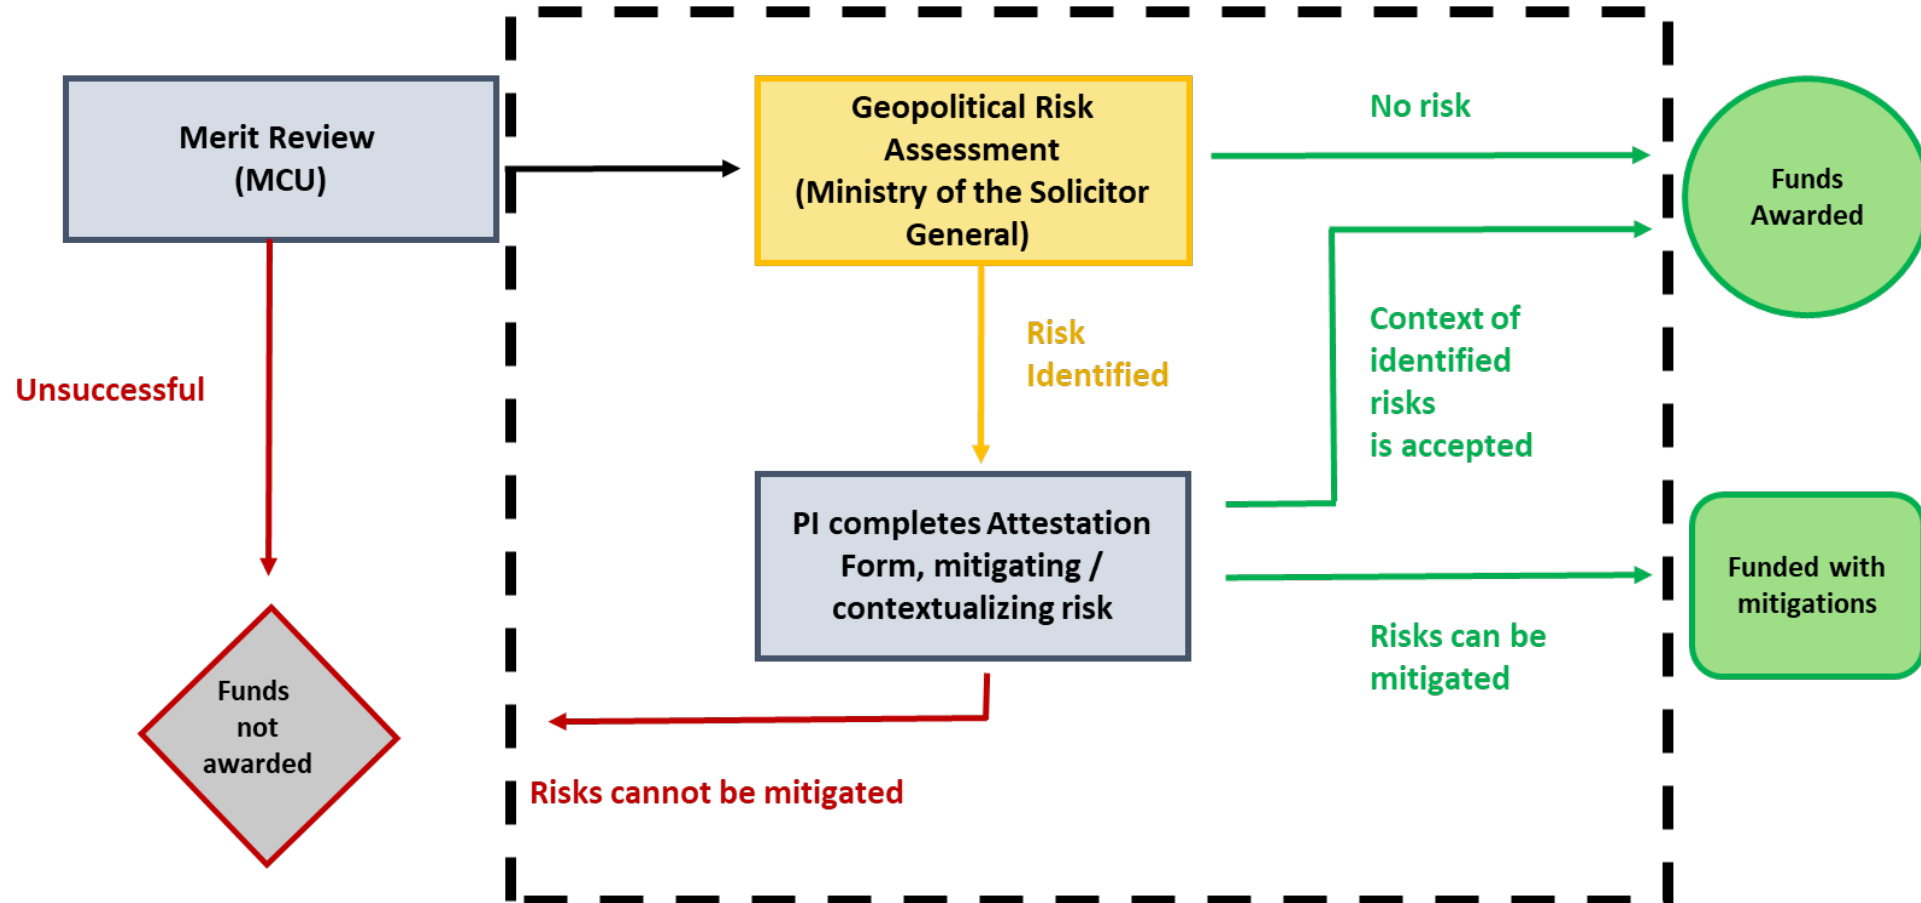 Merit Review
(MCU)
Geopolitical Risk
Assessment
(Ministry of the Solicitor
General)
No risk
Funds
Awarded
Unsuccessful
Risk
Identified
Context of
identified
risks
is accepted
PI completes Attestation
Form, mitigating /
contextualizing risk
Funded with
mitigations
Risks can be
mitigated
Funds
not
awarded
Risks cannot be mitigated